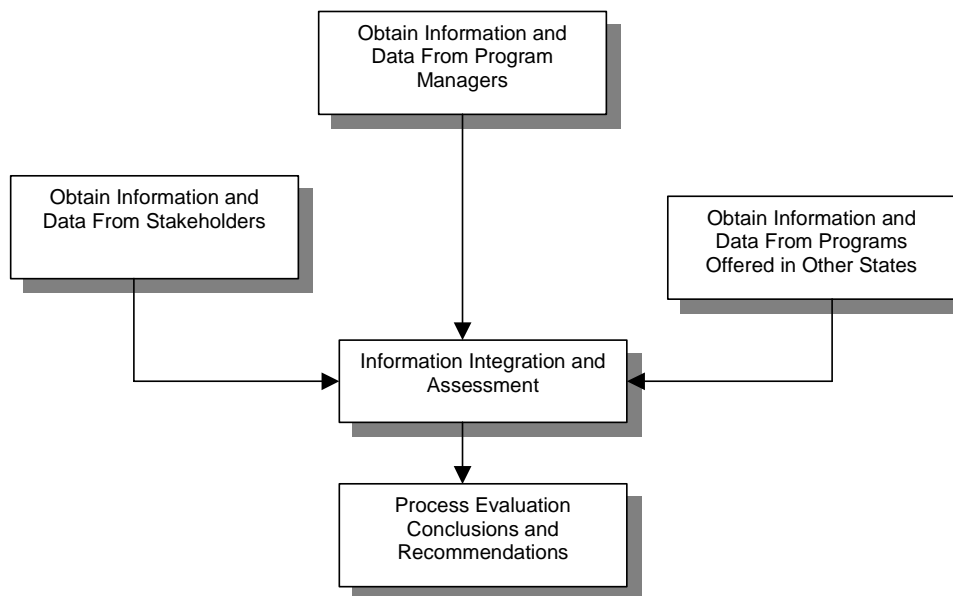 Obtain Information and
Data From Program
Managers
Obtain Information and
Data From Stakeholders
Obtain Information and
Data From Programs
Offered in Other States
Information Integration and
Assessment
Process Evaluation
Conclusions and
Recommendations